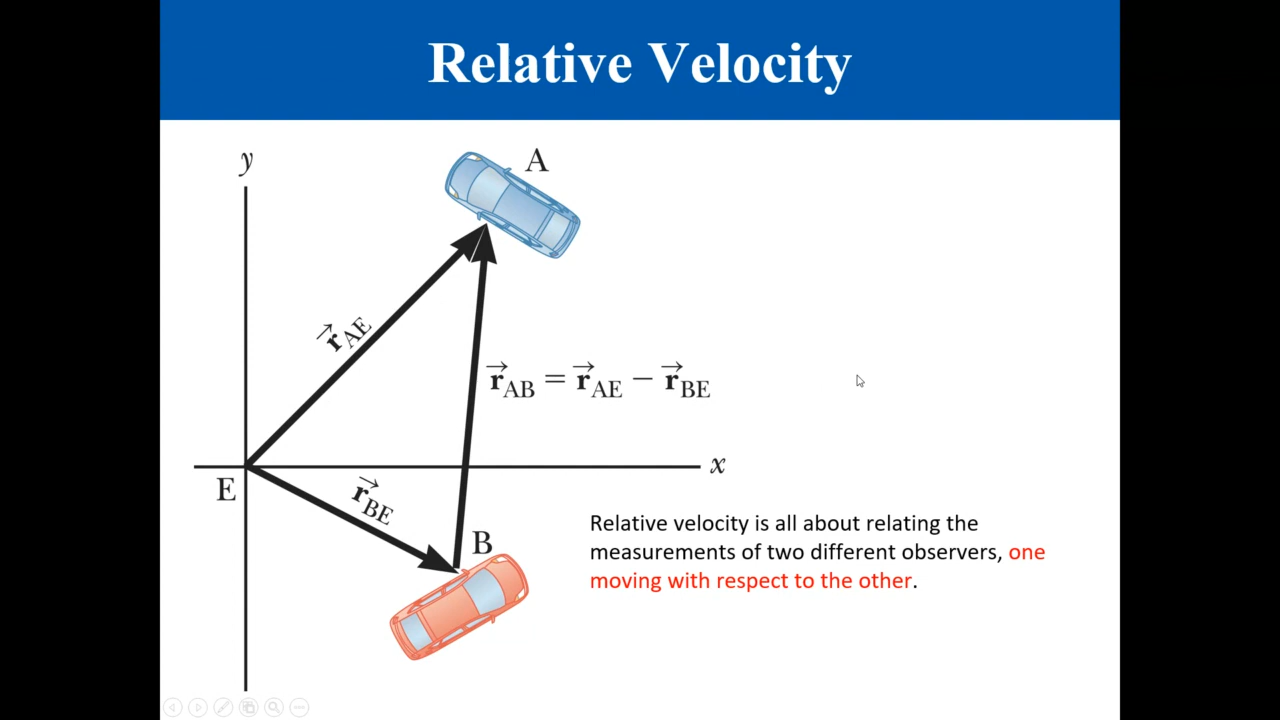 Relative Velocity
y
A
r⃗AE
r⃗AB = r⃗AE − r⃗BE
x
E
r⃗BE
B
Relative velocity is all about relating the
measurements of two different observers, one
moving with respect to the other.